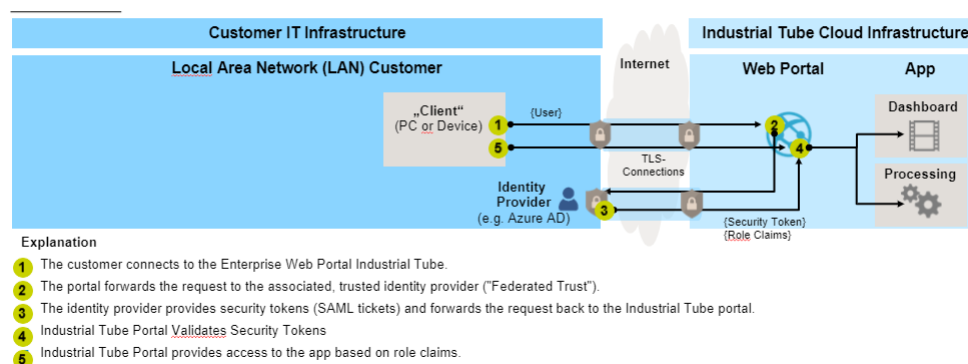 Customer IT Infrastructure
Industrial Tube Cloud Infrastructure
Local Area Network (LAN) Customer
Internet
Web Portal
App
„Client“
(PC or Device)
1
{User}
2
Dashboard
5
4
TLS-
Connections
Processing
Identity
Provider
(e.g. Azure AD)
3
{Security Token}
{Role Claims}
Explanation
1 The customer connects to the Enterprise Web Portal Industrial Tube.
2 The portal forwards the request to the associated, trusted identity provider ("Federated Trust").
3 The identity provider provides security tokens (SAML tickets) and forwards the request back to the Industrial Tube portal.
4 Industrial Tube Portal Validates Security Tokens
5 Industrial Tube Portal provides access to the app based on role claims.